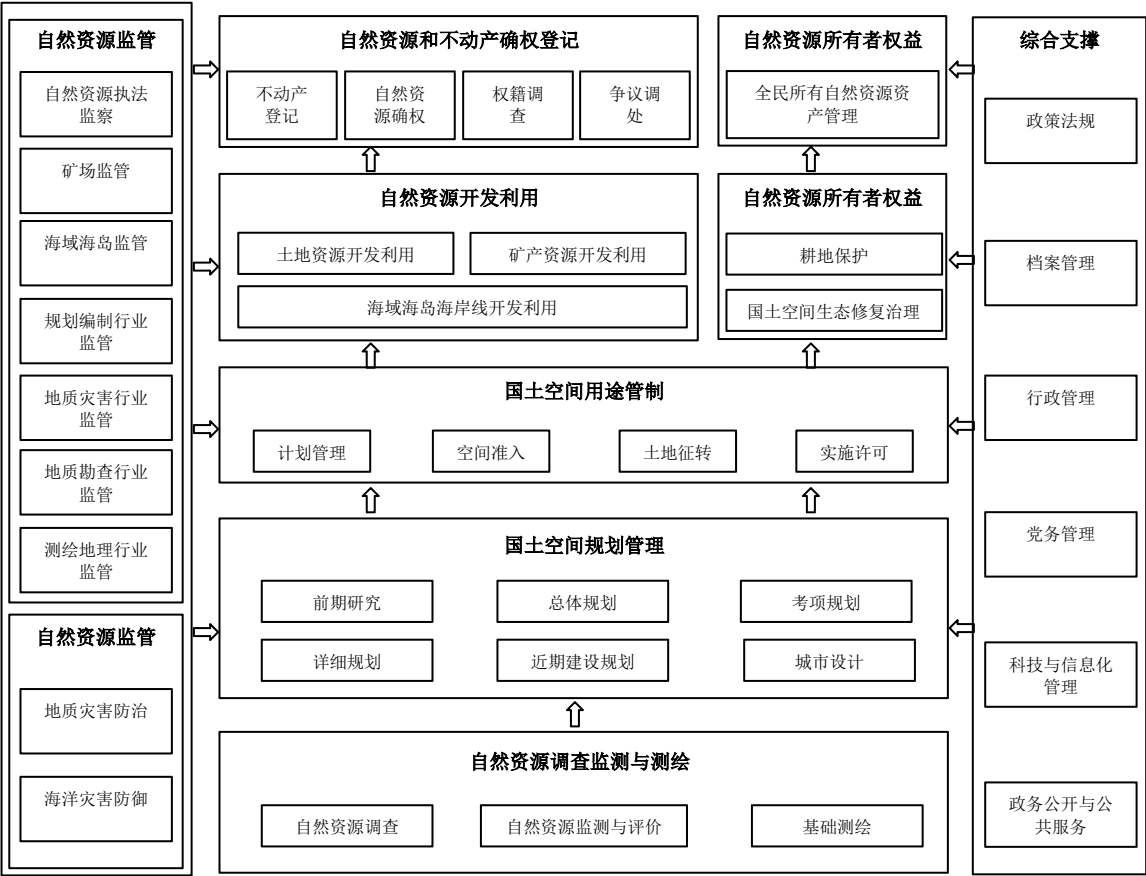 自然资源监管
自然资源执法
监察
矿场监管
海域海岛监管
规划编制行业
监管
地质灾害行业
监管
地质勘查行业
监管
测绘地理行业
监管
自然资源监管
地质灾害防治
海洋灾害防御
自然资源和不动产确权登记
不动产
登记
自然资
源确权
权籍调
查
争议调
处
自然资源所有者权益
全民所有自然资源资
产管理
自然资源开发利用
土地资源开发利用
矿产资源开发利用
海域海岛海岸线开发利用
自然资源所有者权益
耕地保护
国土空间生态修复治理
国土空间用途管制
计划管理
空间准入
土地征转
实施许可
国土空间规划管理
前期研究
总体规划
考项规划
详细规划
近期建设规划
城市设计
自然资源调查监测与测绘
自然资源调查
自然资源监测与评价
基础测绘
综合支撑
政策法规
档案管理
行政管理
党务管理
科技与信息化
管理
政务公开与公
共服务